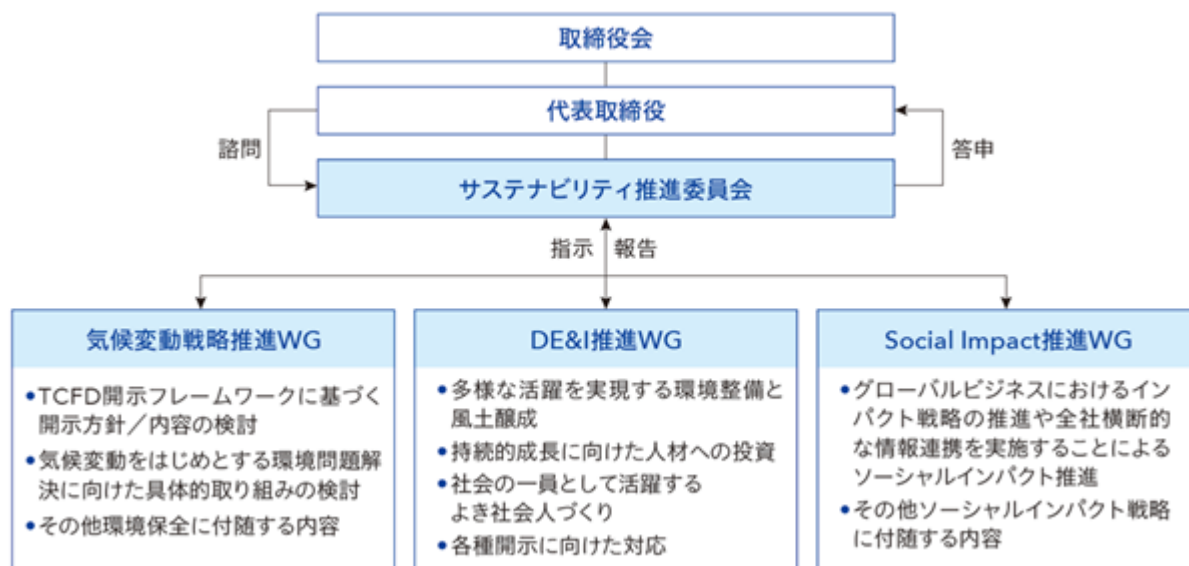 取締役会
代表取締役
諮問
答申
サステナビリティ推進委員会
指示
報告
気候変動戦略推進WG
●TCFD開示フレームワークに基づく
開示方針／内容の検討
●気候変動をはじめとする環境問題解
決に向けた具体的取り組みの検討
●その他環境保全に付随する内容
DE&I推進WG
●多様な活躍を実現する環境整備と
風土醸成
●持続的成長に向けた人材への投資
●社会の一員として活躍する
よき社会人づくり
●各種開示に向けた対応
Social Impact推進WG
●グローバルビジネスにおけるイン
パクト戦略の推進や全社横断的
な情報連携を実施することによる
ソーシャルインパクト推進
●その他ソーシャルインパクト戦略
に付随する内容